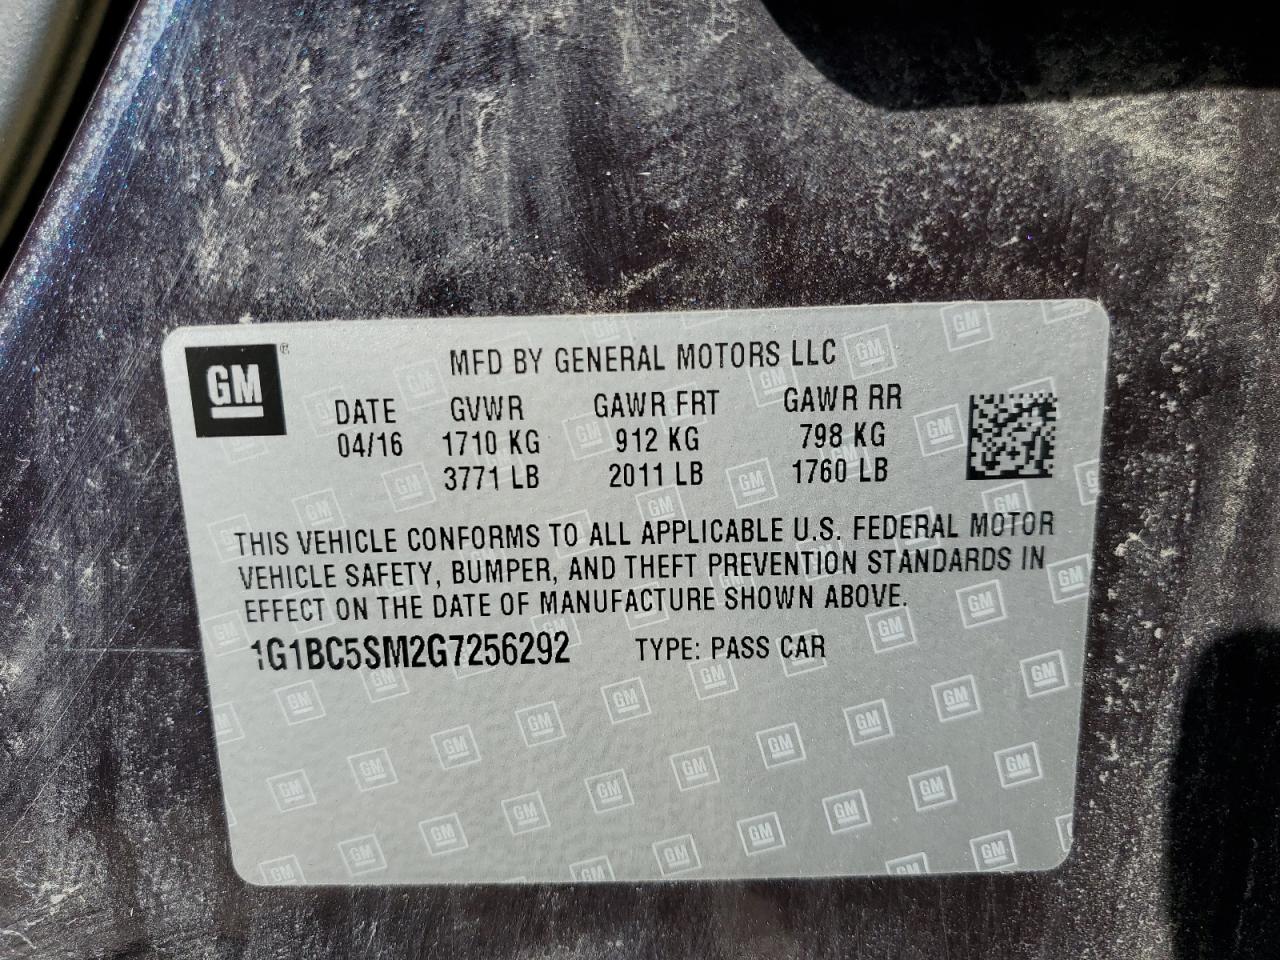 GM ® MFD BY GENERAL MOTORS LLC
DATE GVWR GAWR FRT GAWR RR
04/16 1710 KG 912 KG 798 KG
3771 LB 2011 LB 1760 LB
THIS VEHICLE CONFORMS TO ALL APPLICABLE U.S. FEDERAL MOTOR
VEHICLE SAFETY, BUMPER, AND THEFT PREVENTION STANDARDS IN
EFFECT ON THE DATE OF MANUFACTURE SHOWN ABOVE.
1G1BC5SM2G7256292 TYPE: PASS CAR